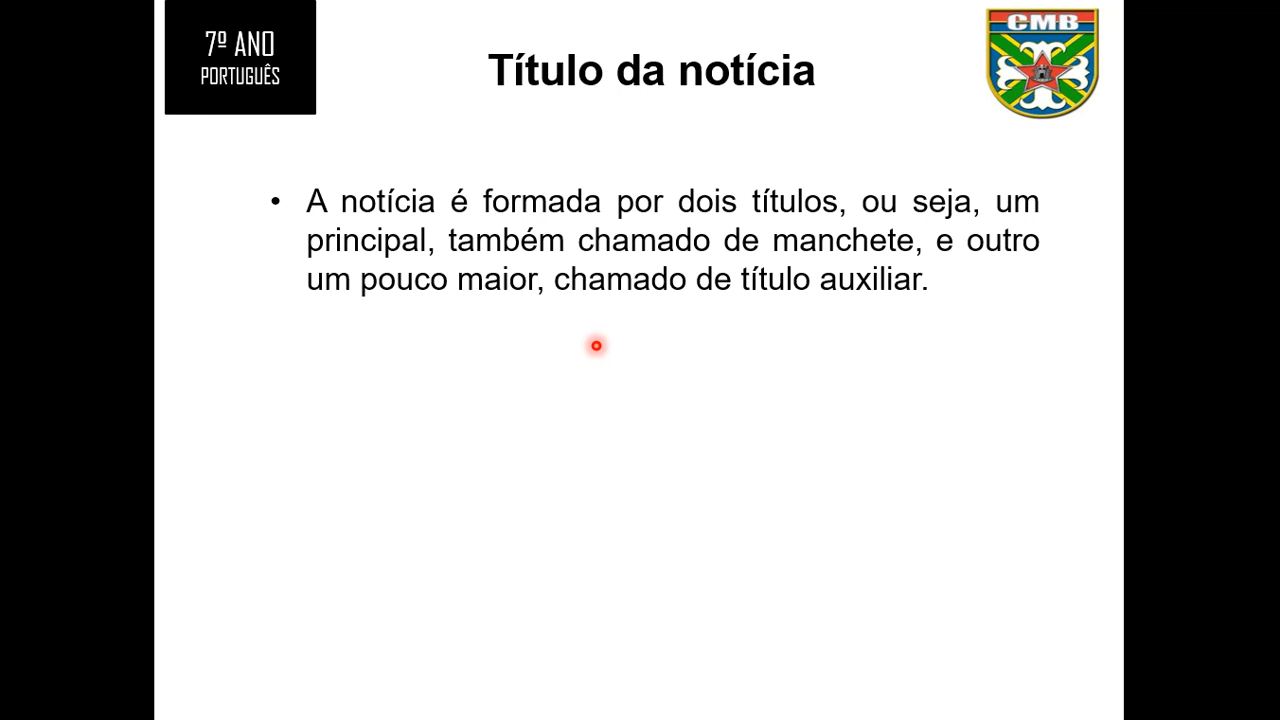 7º ANO
PORTUGUÊS
Título da notícia
CMB
• A notícia é formada por dois títulos, ou seja, um
principal, também chamado de manchete, e outro
um pouco maior, chamado de título auxiliar.